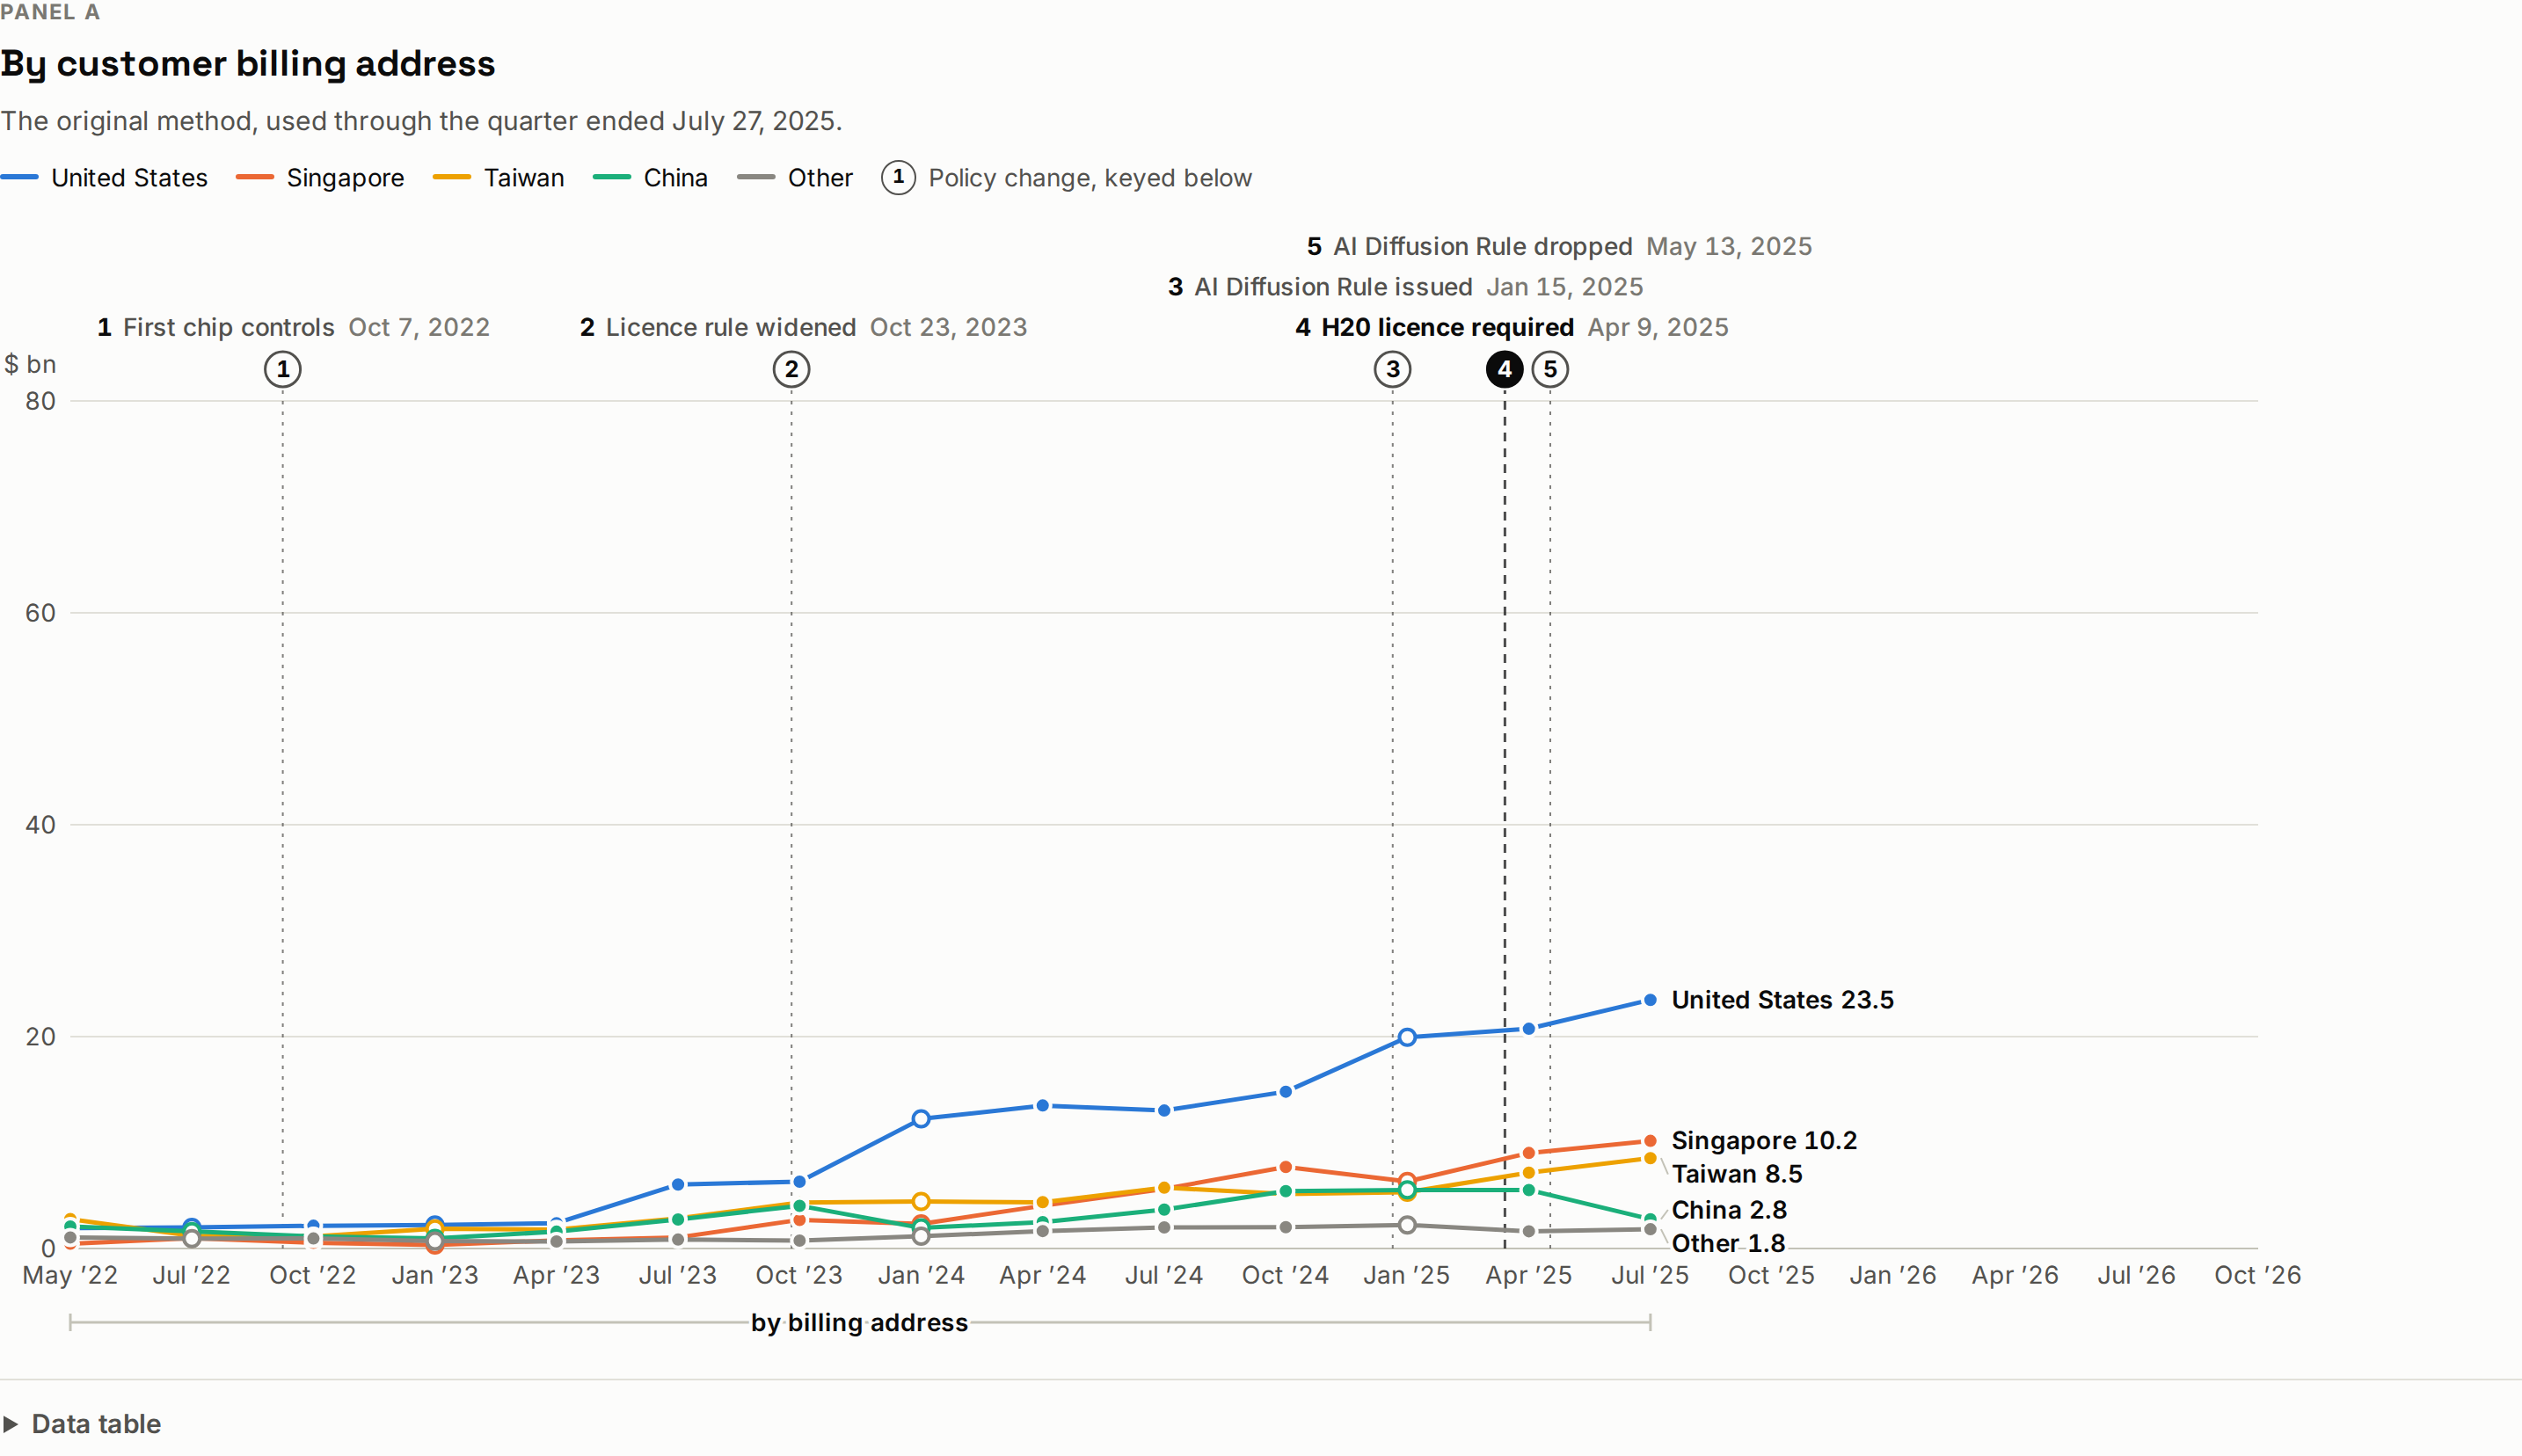 PANEL A
By customer billing address
The original method, used through the quarter ended July 27, 2025.
United States Singapore Taiwan China Other 1 Policy change, keyed below
5 AI Diffusion Rule dropped May 13, 2025
3 AI Diffusion Rule issued Jan 15, 2025
1 First chip controls Oct 7, 2022 2 Licence rule widened Oct 23, 2023 4 H20 licence required Apr 9, 2025
$ bn 1 2 3 4 5
80
60
40
United States 23.5
20
Singapore 10.2
Taiwan 8.5
China 2.8
Other 1.8
0
May ’22 Jul ’22 Oct ’22 Jan ’23 Apr ’23 Jul ’23 Oct ’23 Jan ’24 Apr ’24 Jul ’24 Oct ’24 Jan ’25 Apr ’25 Jul ’25 Oct ’25 Jan ’26 Apr ’26 Jul ’26 Oct ’26
by billing address
Data table